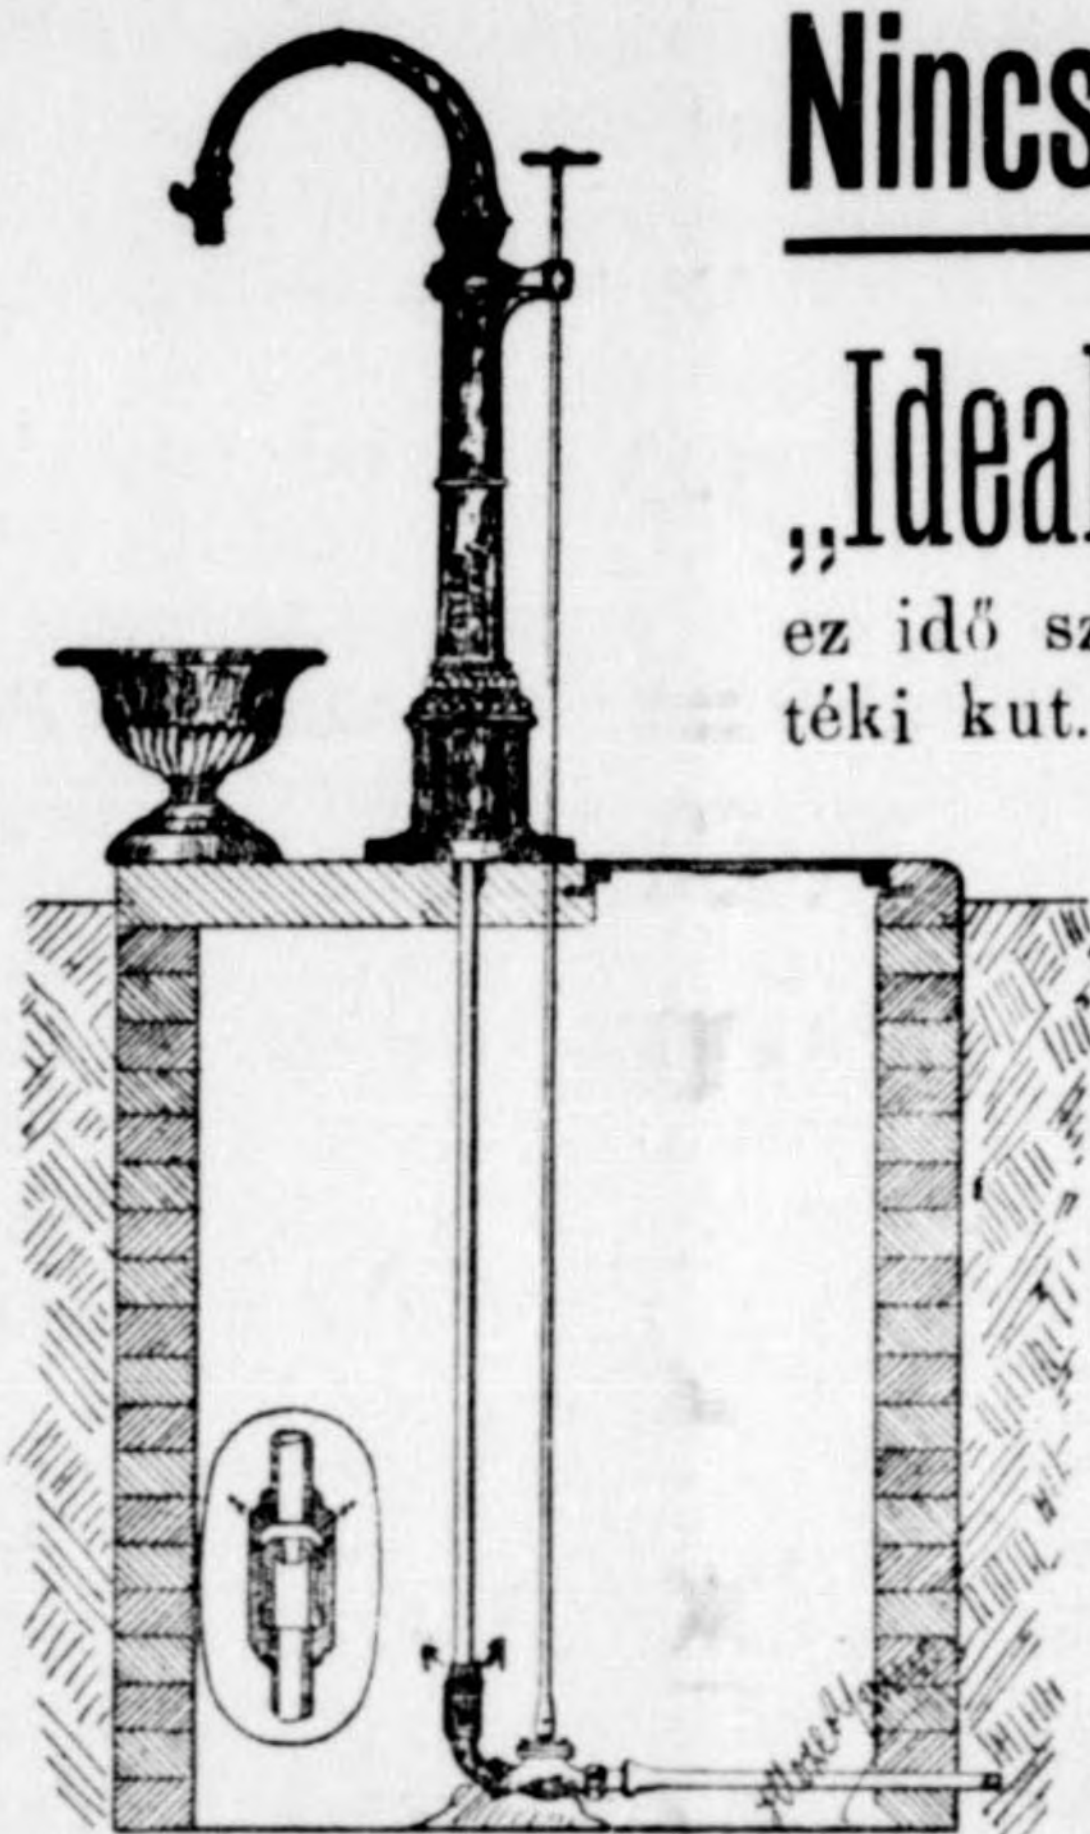 Nincs
„Ideal
ez idő sz
téki kut.